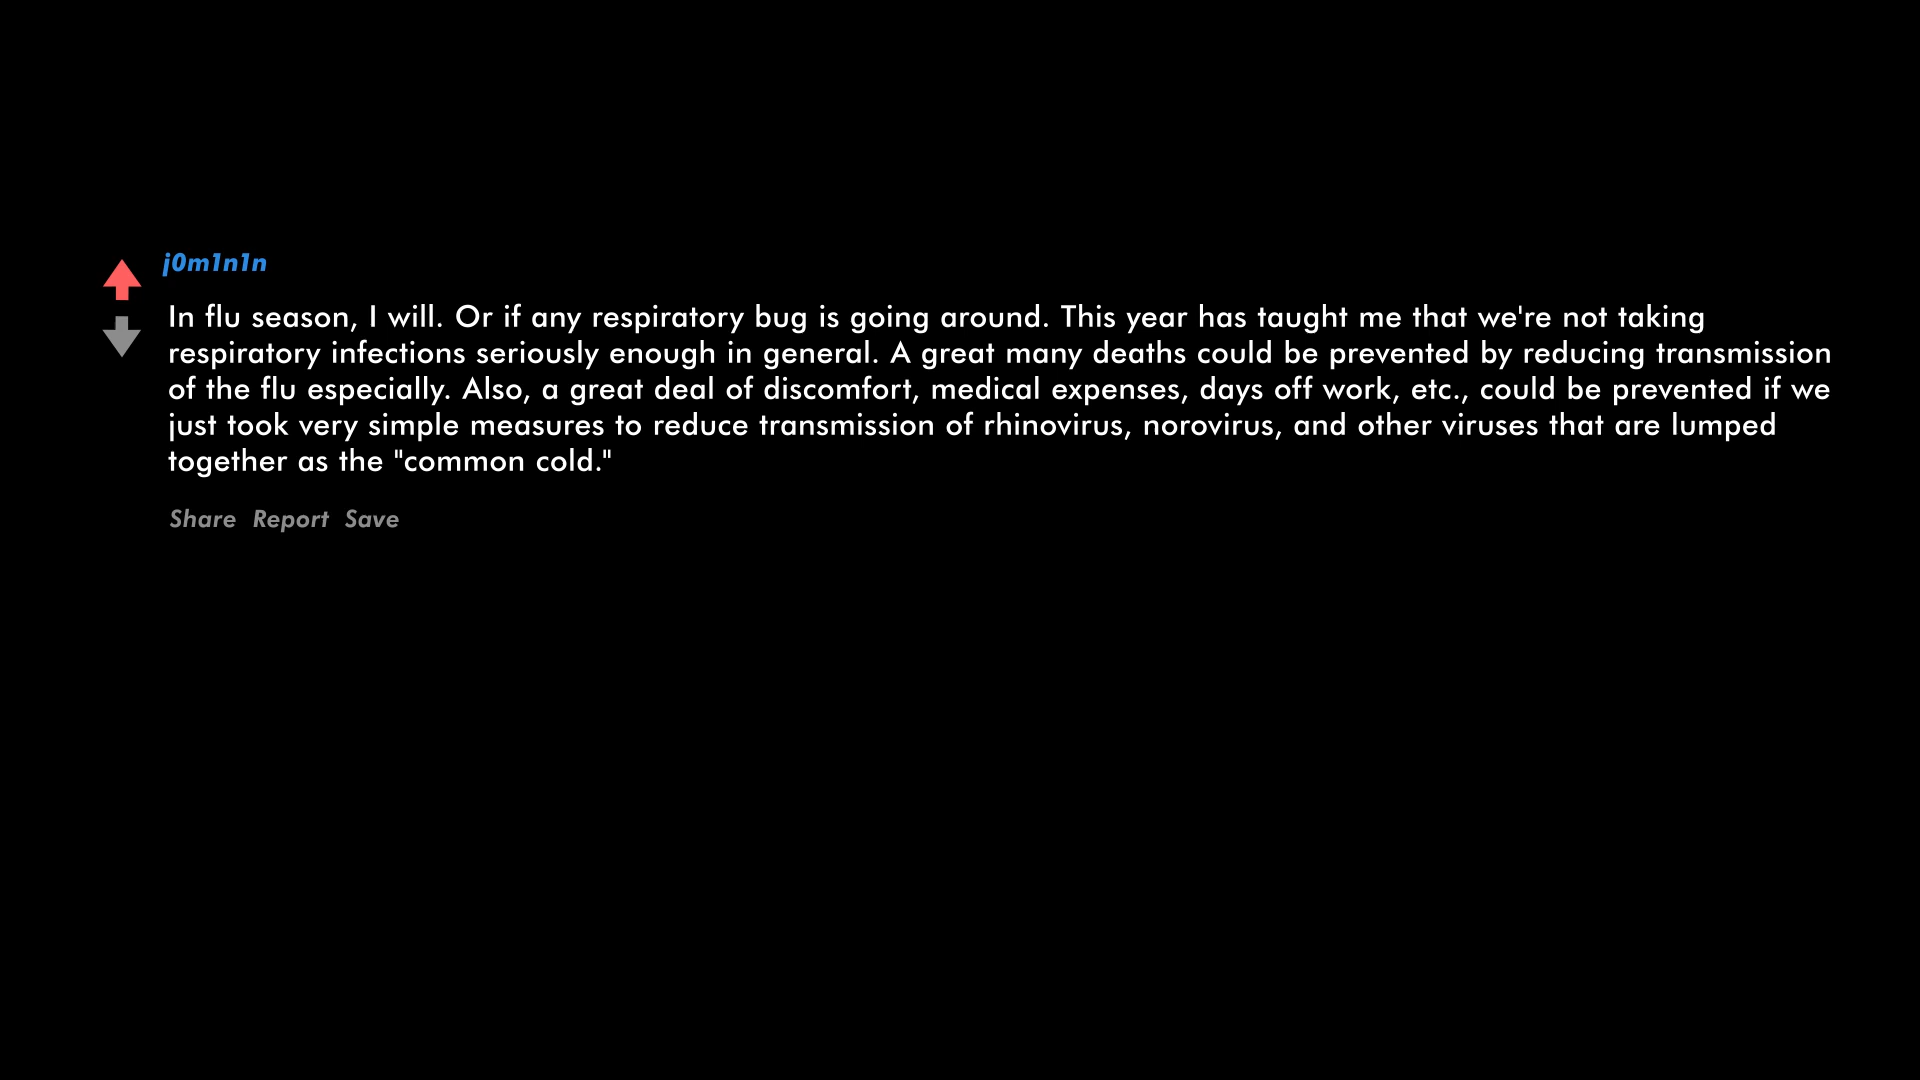 j0m1n1n
In flu season, I will. Or if any respiratory bug is going around. This year has taught me that we're not taking
respiratory infections seriously enough in general. A great many deaths could be prevented by reducing transmission
of the flu especially. Also, a great deal of discomfort, medical expenses, days off work, etc., could be prevented if we
just took very simple measures to reduce transmission of rhinovirus, norovirus, and other viruses that are lumped
together as the "common cold."
Share Report Save